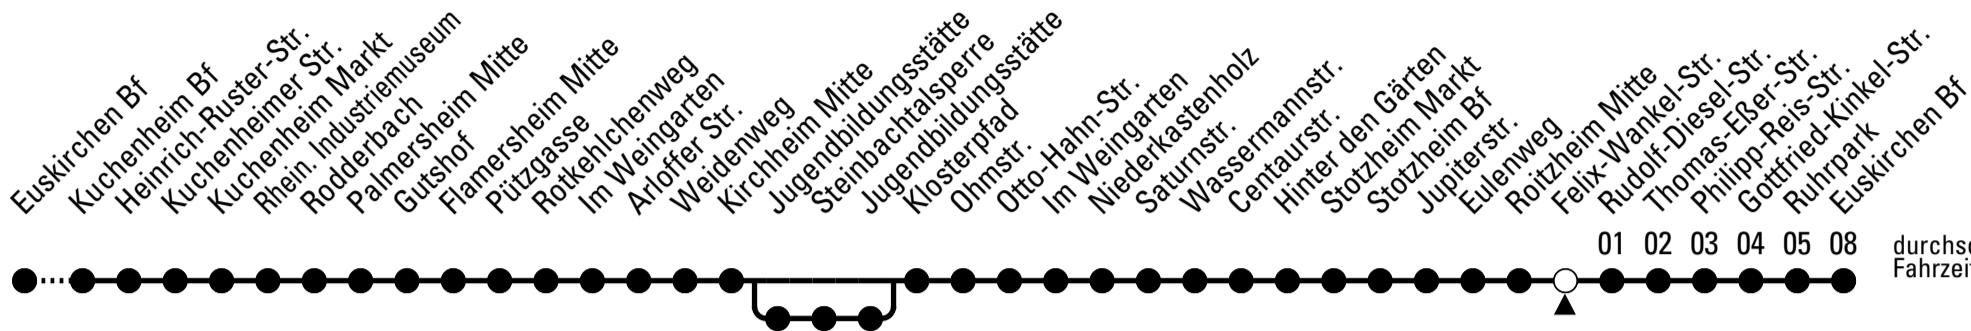 Euskirchen Bf
Kuchenheim Bf
Heinrich-Ruster-Str.
Kuchenheimer Str.
Kuchenheim Markt
Rhein. Industriemuseum
Rodderbach
Palmersheim Mitte
Gutshof
Flamersheim Mitte
Pützgasse
Rotkehlchenweg
Im Weingarten
Arloffer Str.
Weidenweg
Kirchheim Mitte
Jugendbildungsstätte
Steinbachtalsperre
Jugendbildungsstätte
Klosterpfad
Ohmstr.
Otto-Hahn-Str.
Im Weingarten
Niederkastenholz
Saturnstr.
Wassermannstr.
Centaurstr.
Hinter den Gärten
Stotzheim Markt
Stotzheim Bf
Jupiterstr.
Eulenweg
Roitzheim Mitte
Felix-Wankel-Str.
Rudolf-Diesel-Str.
Thomas-Eßer-Str.
Philipp-Reis-Str.
Gottfried-Kinkel-Str.
Ruhrpark
Euskirchen Bf
01 02 03 04 05 08
durchsc
Fahrzeit